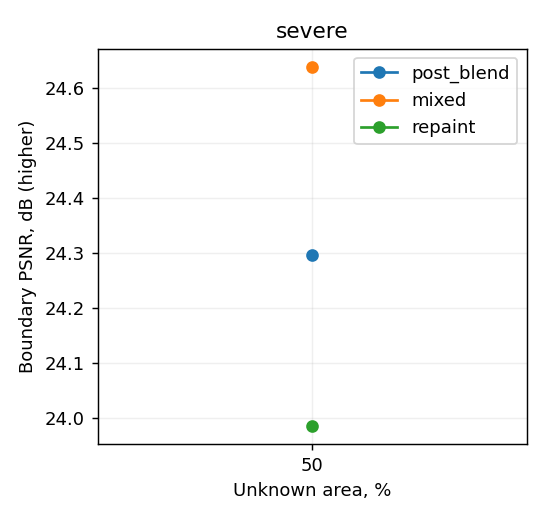 severe
post_blend
mixed
repaint
Boundary PSNR, dB (higher)
24.6
24.5
24.4
24.3
24.2
24.1
24.0
50
Unknown area, %